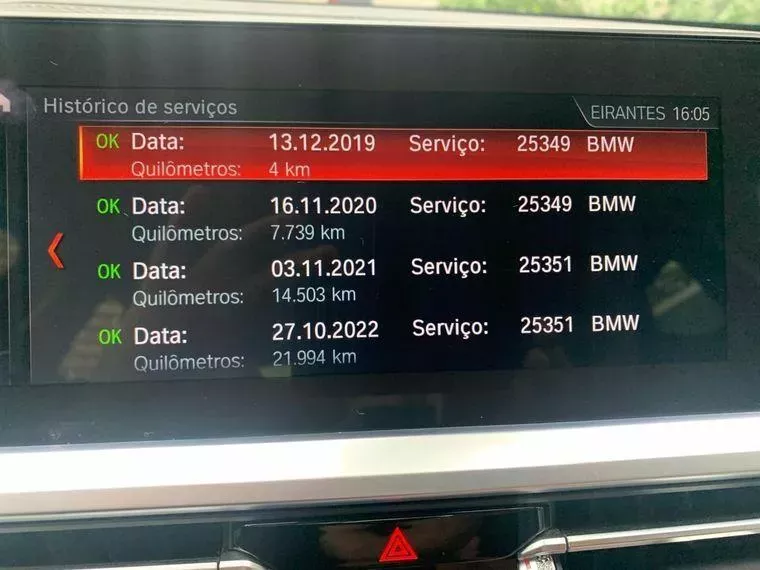 Histórico de serviços
EIRANTES 16:05
OK Data: 13.12.2019 Serviço: 25349 BMW
Quilômetros: 4 km
OK Data: 16.11.2020 Serviço: 25349 BMW
Quilômetros: 7.739 km
OK Data: 03.11.2021 Serviço: 25351 BMW
Quilômetros: 14.503 km
OK Data: 27.10.2022 Serviço: 25351 BMW
Quilômetros: 21.994 km